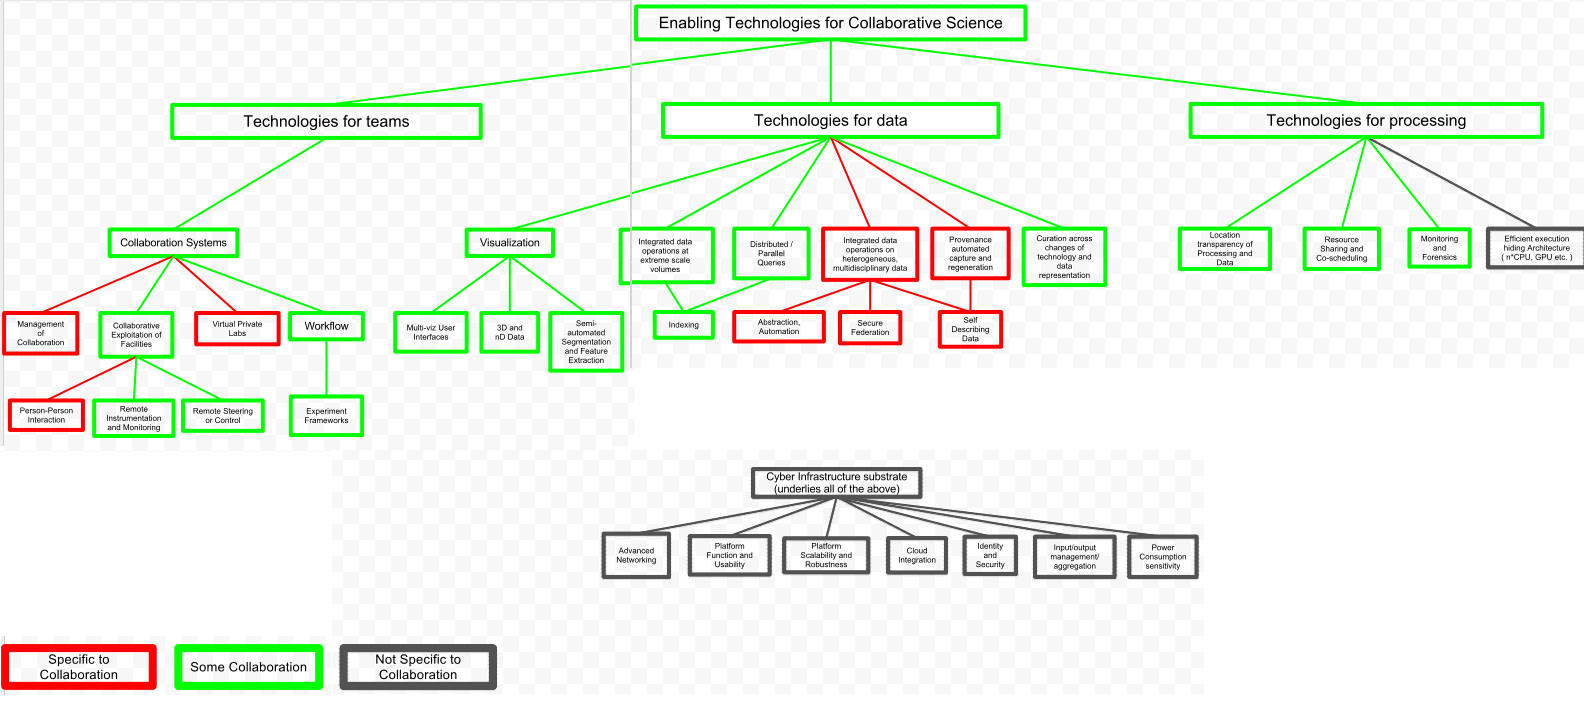 Enabling Technologies for Collaborative Science
Technologies for teams
Technologies for data
Technologies for processing
Collaboration Systems
Visualization
Integrated data
operations at
extreme scale
volumes
Distributed /
Parallel
Queries
Integrated data
operations on
heterogeneous,
multidisciplinary data
Provenance
automated
capture and
regeneration
Curation across
changes of
technology and
data
representation
Location
transparency of
Processing and
Data
Resource
Sharing and
Co-scheduling
Monitoring
and
Forensics
Efficient execution
hiding Architecture
( n*CPU, GPU etc. )
Management
of
Collaboration
Collaborative
Exploitation of
Facilities
Virtual Private
Labs
Workflow
Multi-viz User
Interfaces
3D and
nD Data
Semi-
automated
Segmentation
and Feature
Extraction
Indexing
Abstraction,
Automation
Secure
Federation
Self
Describing
Data
Person-Person
Interaction
Remote
Instrumentation
and Monitoring
Remote Steering
or Control
Experiment
Frameworks
Cyber Infrastructure substrate
(underlies all of the above)
Advanced
Networking
Platform
Function and
Usability
Platform
Scalability and
Robustness
Cloud
Integration
Identity
and
Security
Input/output
management/
aggregation
Power
Consumption
sensitivity
Specific to
Collaboration
Some Collaboration
Not Specific to
Collaboration